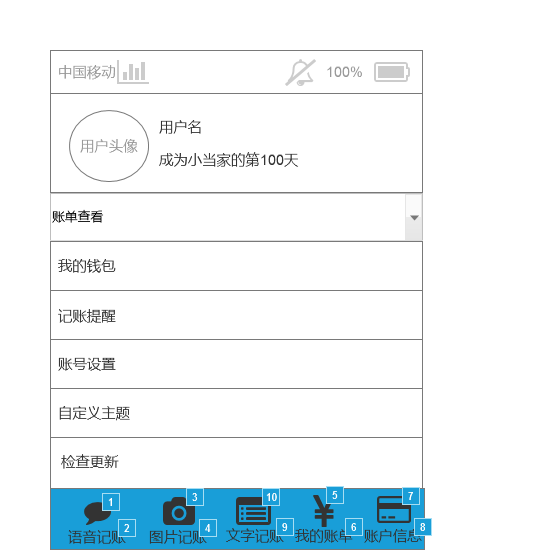 中国移动 100%
用户头像
用户名
成为小当家的第100天
账单查看
我的钱包
记账提醒
账号设置
自定义主题
检查更新
1 3 10 5 7
2 4 9 6 8
语音记账 图片记账 文字记账 我的账单 账户信息